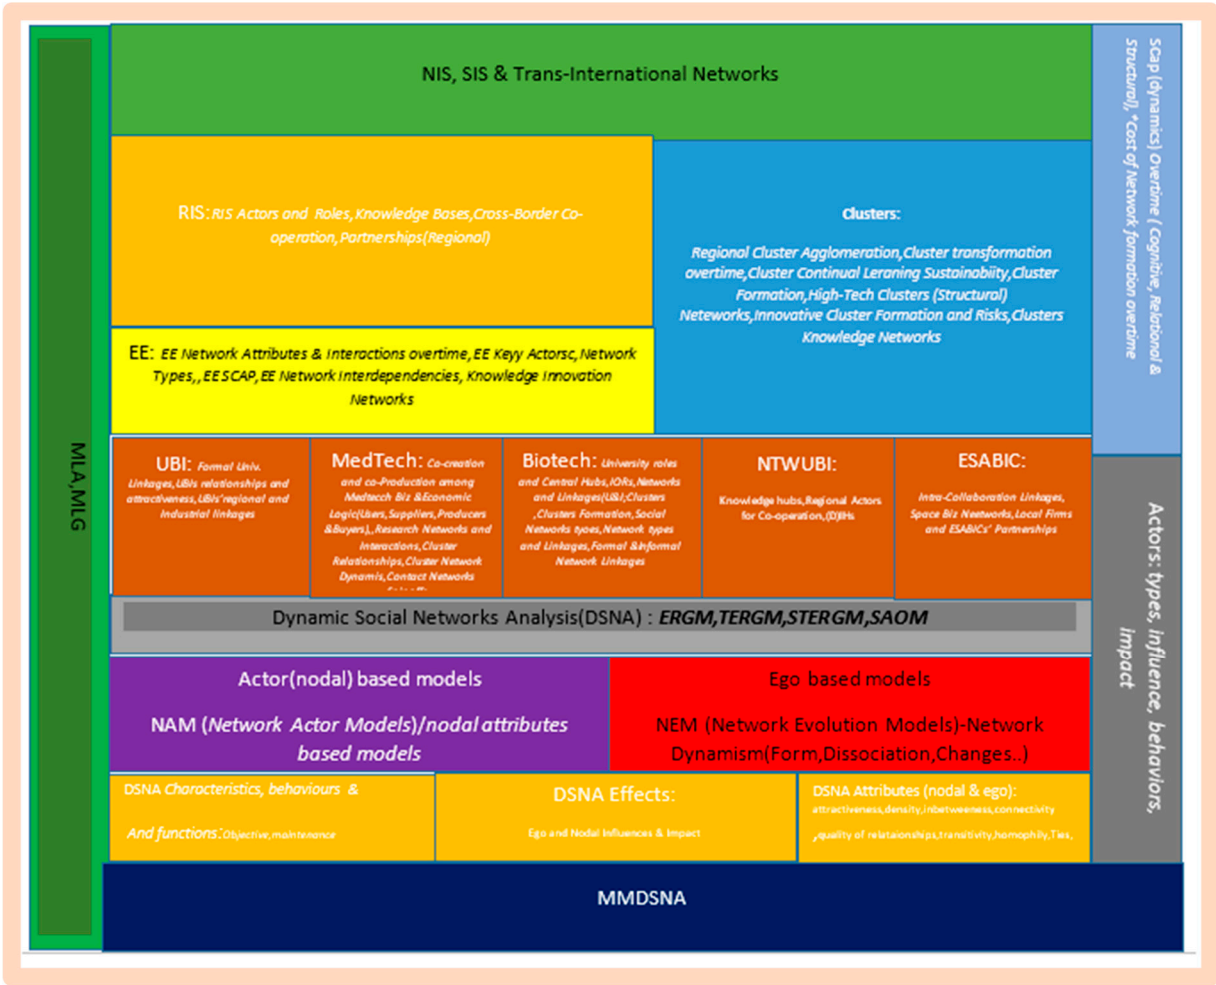 NIS, SIS & Trans-International Networks
SCap (dynamics) Overtime ( Cognitive, Relational &
Structural), *Cost of Network formation overtime
MLA,MLG
RIS:RIS Actors and Roles,Knowledge Bases,Cross-Border Co-
operation,Partnerships(Regional)
Clusters:
Regional Cluster Agglomeration,Cluster transformation
overtime,Cluster Continual Leraning Sustainabiity,Cluster
Formation,High-Tech Clusters (Structural)
Neteworks,Innovative Cluster Formation and Risks,Clusters
Knowledge Networks
EE: EE Network Attributes & Interactions overtime,EE Keyy Actorsc,Network
Types,,EESCAP,EE Network Interdependencies, Knowledge Innovation
Networks
UBI: Formal Univ.
Linkages,UBIs relationships and
attractiveness,UBIs'regional and
Industrial linkages
MedTech: Co-creation
and co-Production among
Medtecch Biz &Economic
Logic(Users,Suppliers,Producers
&Buyers),,Research Networks and
Interactions,Cluster
Relationships,Cluster Network
Dynamis,Contact Networks
Biotech: University roles
and Central Hubs,IORs,Networks
and Linkages(U&I;Clusters
,Clusters Formation,Social
Networks tyoes,Network types
and Linkages,Formal &Informal
Network Linkages
NTWUBI:
Knowledge hubs,Regional Actors
for Co-operation,(D)IHs
ESABIC:
Intra-Collaboration Linkages,
Space Biz Neetworks,Local Firms
and ESABICs' Partnerships
Actors: types, influence, behaviors,
impact
Dynamic Social Networks Analysis(DSNA) : ERGM,TERGM,STERGM,SAOM
Actor(nodal) based models
NAM (Network Actor Models)/nodal attributes
based models
Ego based models
NEM (Network Evolution Models)-Network
Dynamism(Form,Dissociation,Changes..)
DSNA Characteristics, behaviours &
And functions:Objective,maintenance
DSNA Effects:
Ego and Nodal Influences & Impact
DSNA Attributes (nodal & ego):
attractiveness,density,inbetweeness,connectivity
,quality of relataionships,transitivity,homophily,Ties,
MMDSNA